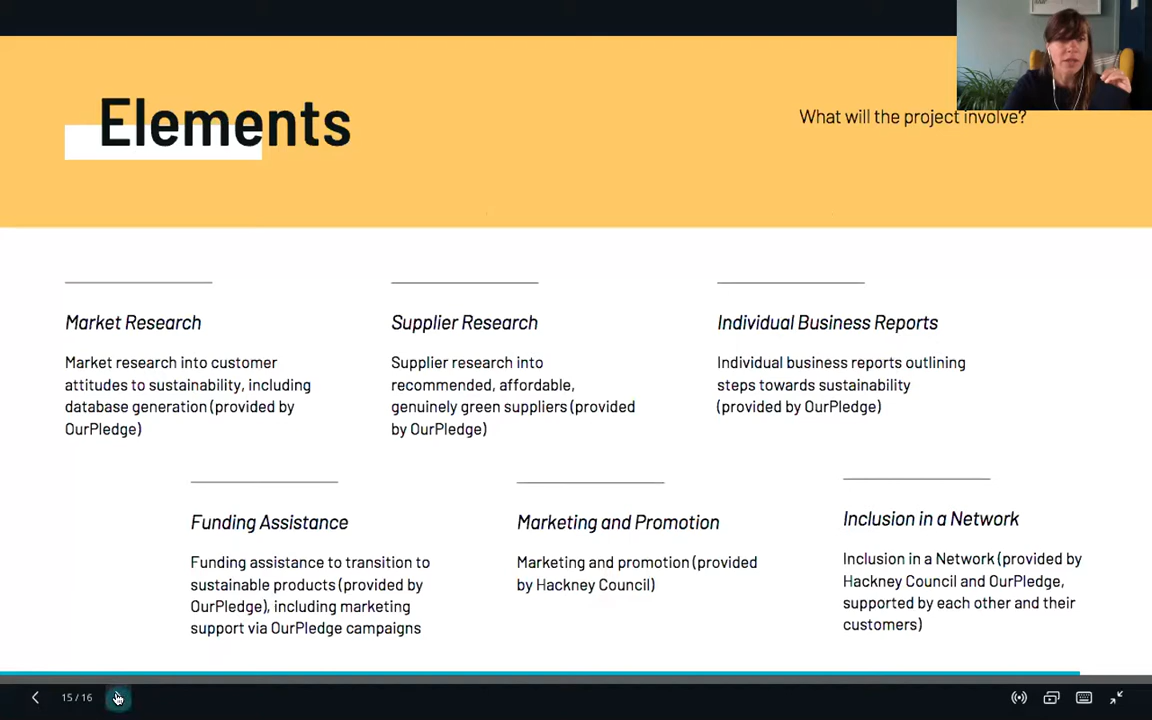 Elements
What will the project involve?
Market Research
Market research into customer
attitudes to sustainability, including
database generation (provided by
OurPledge)
Supplier Research
Supplier research into
recommended, affordable,
genuinely green suppliers (provided
by OurPledge)
Individual Business Reports
Individual business reports outlining
steps towards sustainability
(provided by OurPledge)
Funding Assistance
Funding assistance to transition to
sustainable products (provided by
OurPledge), including marketing
support via OurPledge campaigns
Marketing and Promotion
Marketing and promotion (provided
by Hackney Council)
Inclusion in a Network
Inclusion in a Network (provided by
Hackney Council and OurPledge,
supported by each other and their
customers)
15 / 16